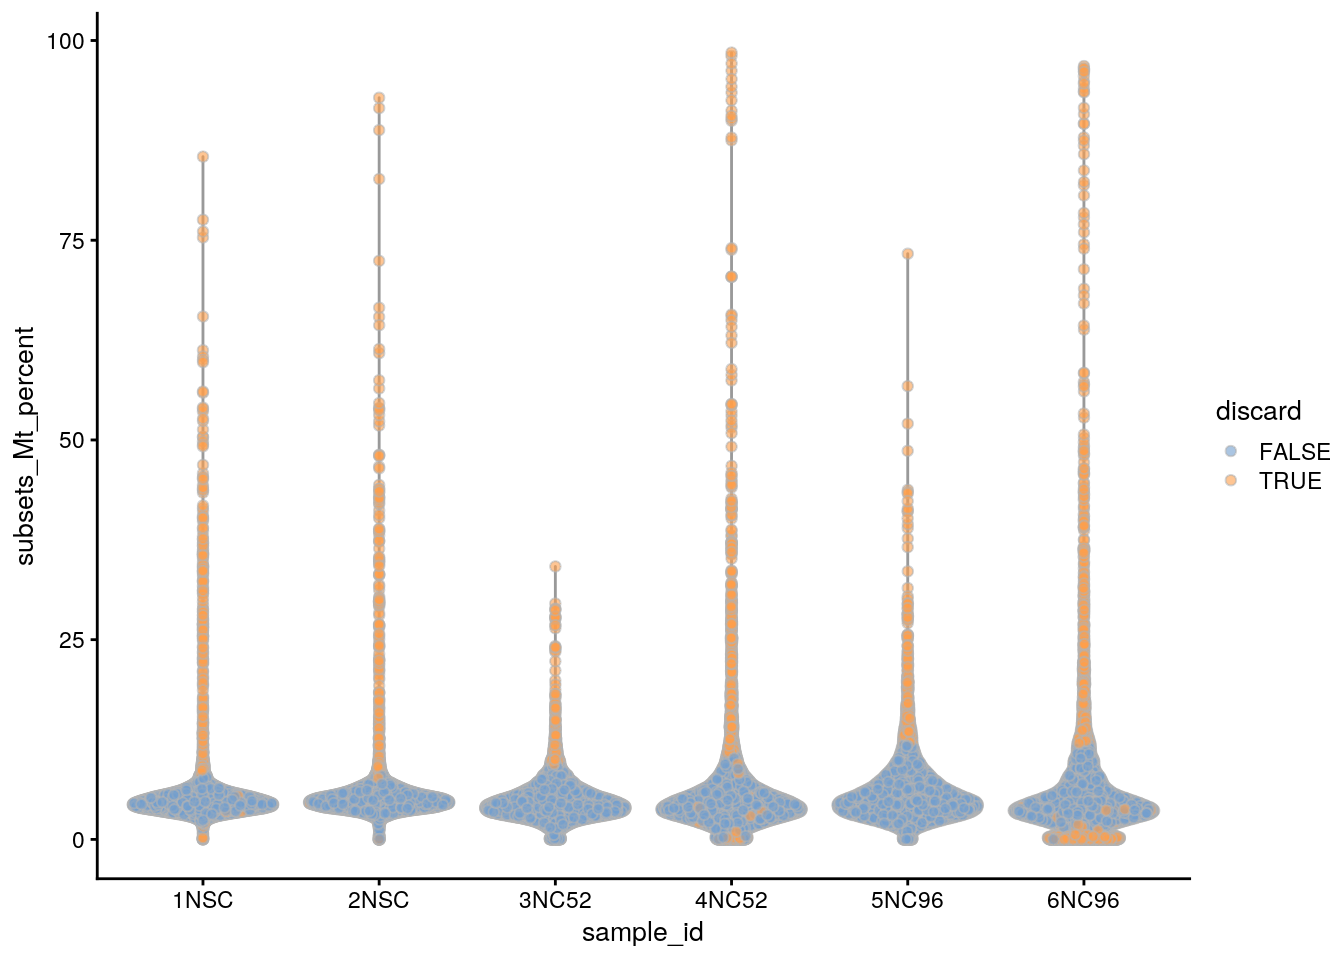 100
75
50
25
0
subsets_Mt_percent
1NSC 2NSC 3NC52 4NC52 5NC96 6NC96
sample_id
discard
FALSE
TRUE